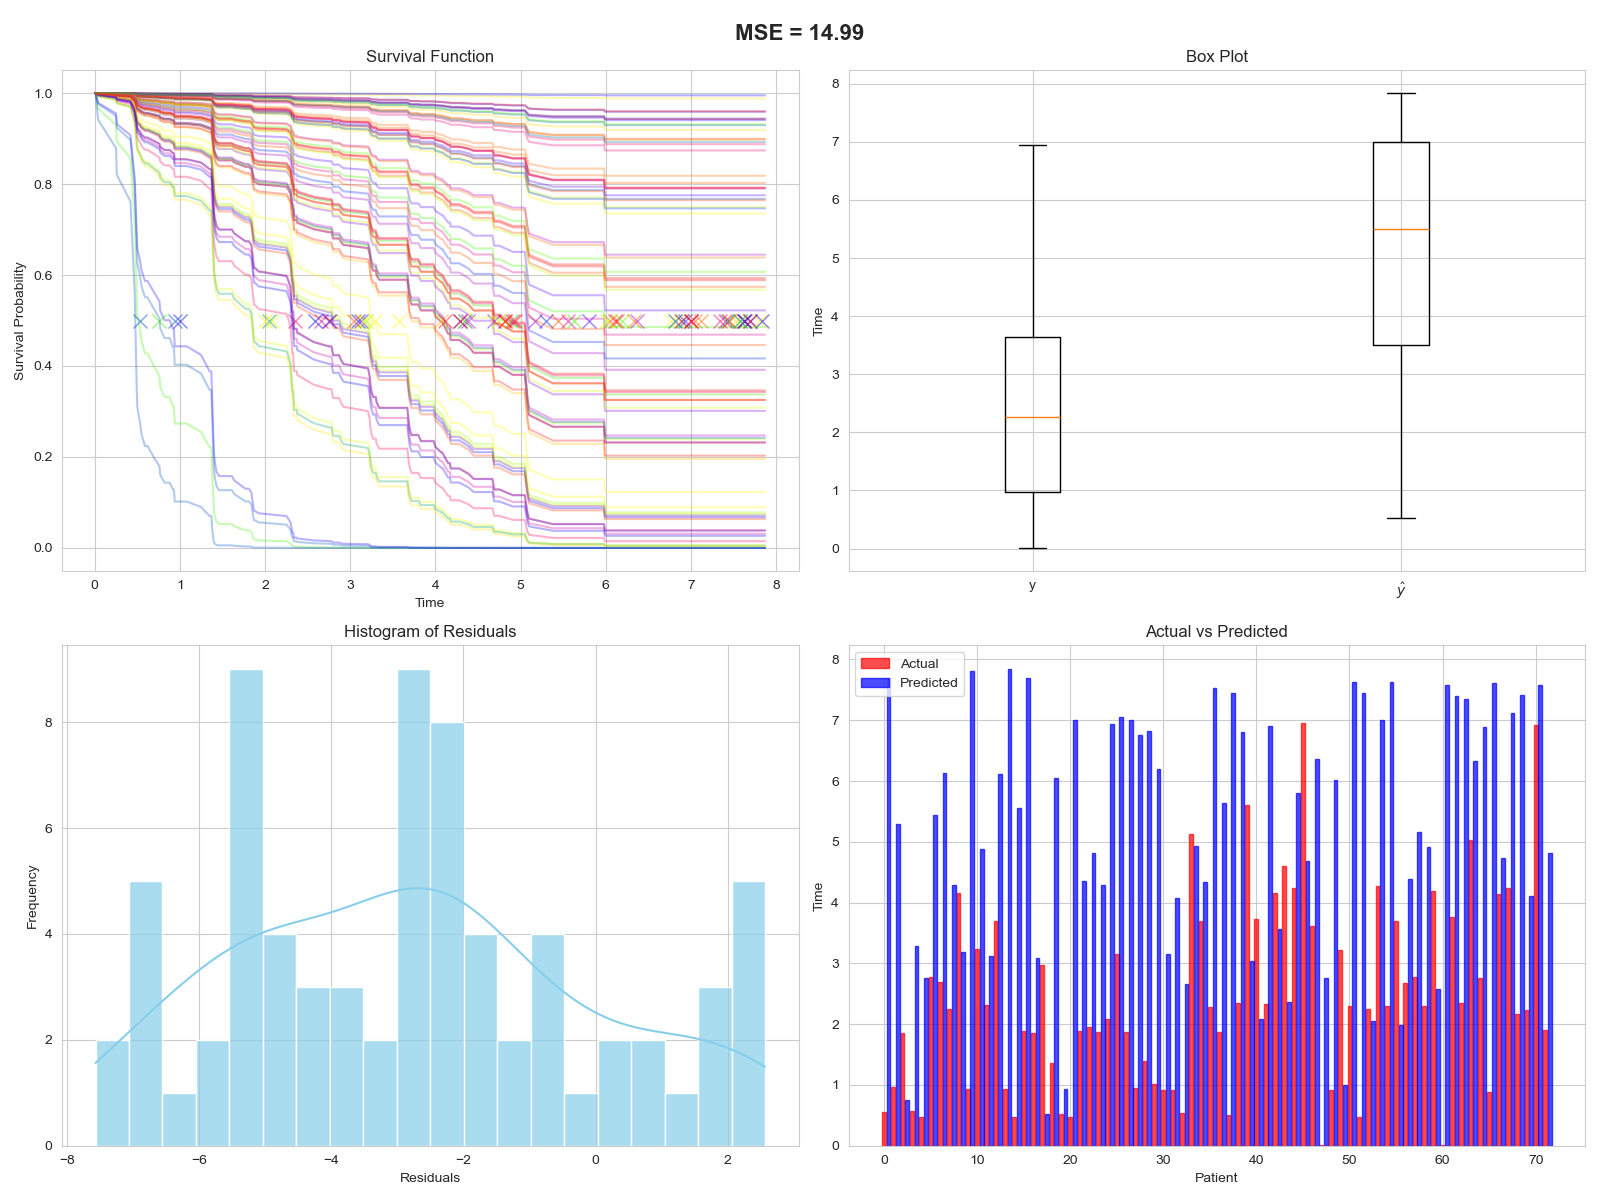 MSE = 14.99
Survival Function
1.0
0.8
0.6
0.4
0.2
0.0
Survival Probability
0 1 2 3 4 5 6 7 8
Time
Box Plot
8
7
6
5
4
3
2
1
0
Time
y ŷ
Histogram of Residuals
8
6
4
2
0
Frequency
−8 −6 −4 −2 0 2
Residuals
Actual vs Predicted
Actual
Predicted
8
7
6
5
4
3
2
1
0
Time
0 10 20 30 40 50 60 70
Patient